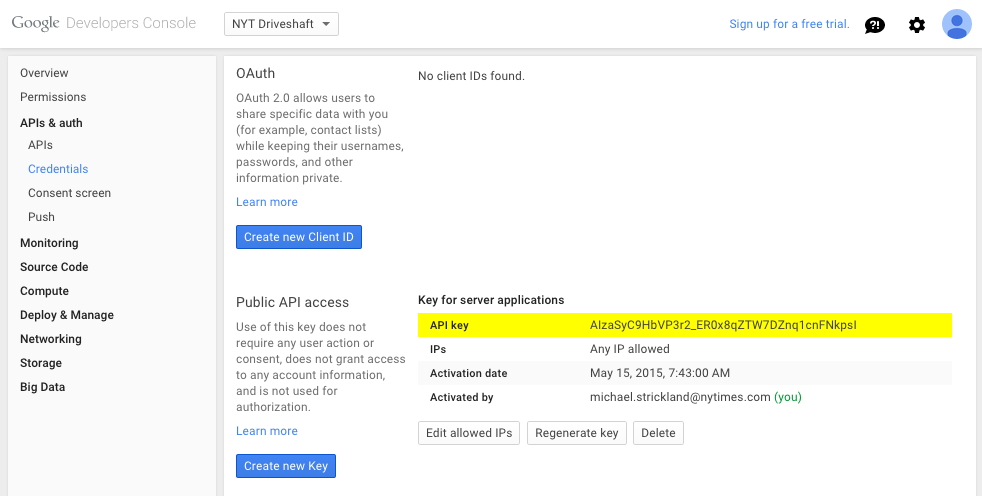 Google Developers Console
NYT Driveshaft
Sign up for a free trial.
?!
Overview
Permissions
APIs & auth
APIs
Credentials
Consent screen
Push
Monitoring
Source Code
Compute
Deploy & Manage
Networking
Storage
Big Data
OAuth
OAuth 2.0 allows users to
share specific data with you
(for example, contact lists)
while keeping their usernames,
passwords, and other
information private.
Learn more
Create new Client ID
No client IDs found.
Public API access
Use of this key does not
require any user action or
consent, does not grant access
to any account information,
and is not used for
authorization.
Learn more
Create new Key
Key for server applications
API key AIzaSyC9HbVP3r2_ER0x8qZTW7DZnq1cnFNkpsI
IPs Any IP allowed
Activation date May 15, 2015, 7:43:00 AM
Activated by michael.strickland@nytimes.com (you)
Edit allowed IPs Regenerate key Delete